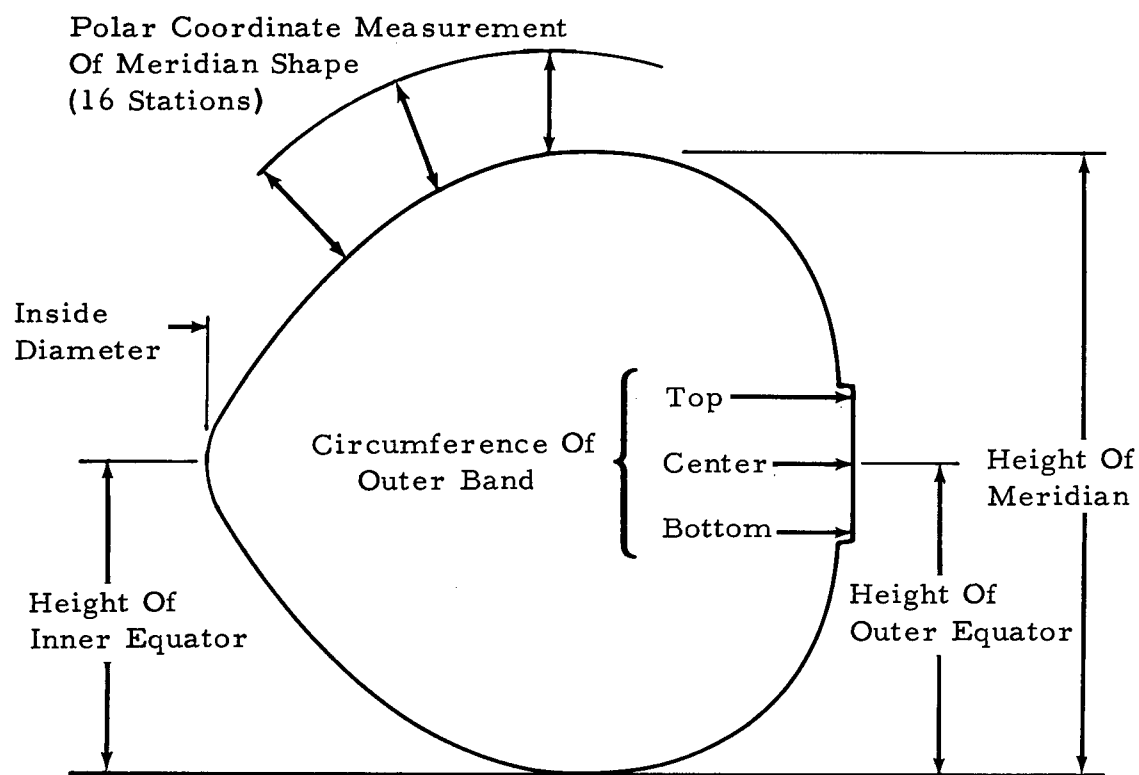 Polar Coordinate Measurement
Of Meridian Shape
(16 Stations)
Inside
Diameter
Top
Circumference Of
Outer Band
Center
Bottom
Height Of
Meridian
Height Of
Inner Equator
Height Of
Outer Equator